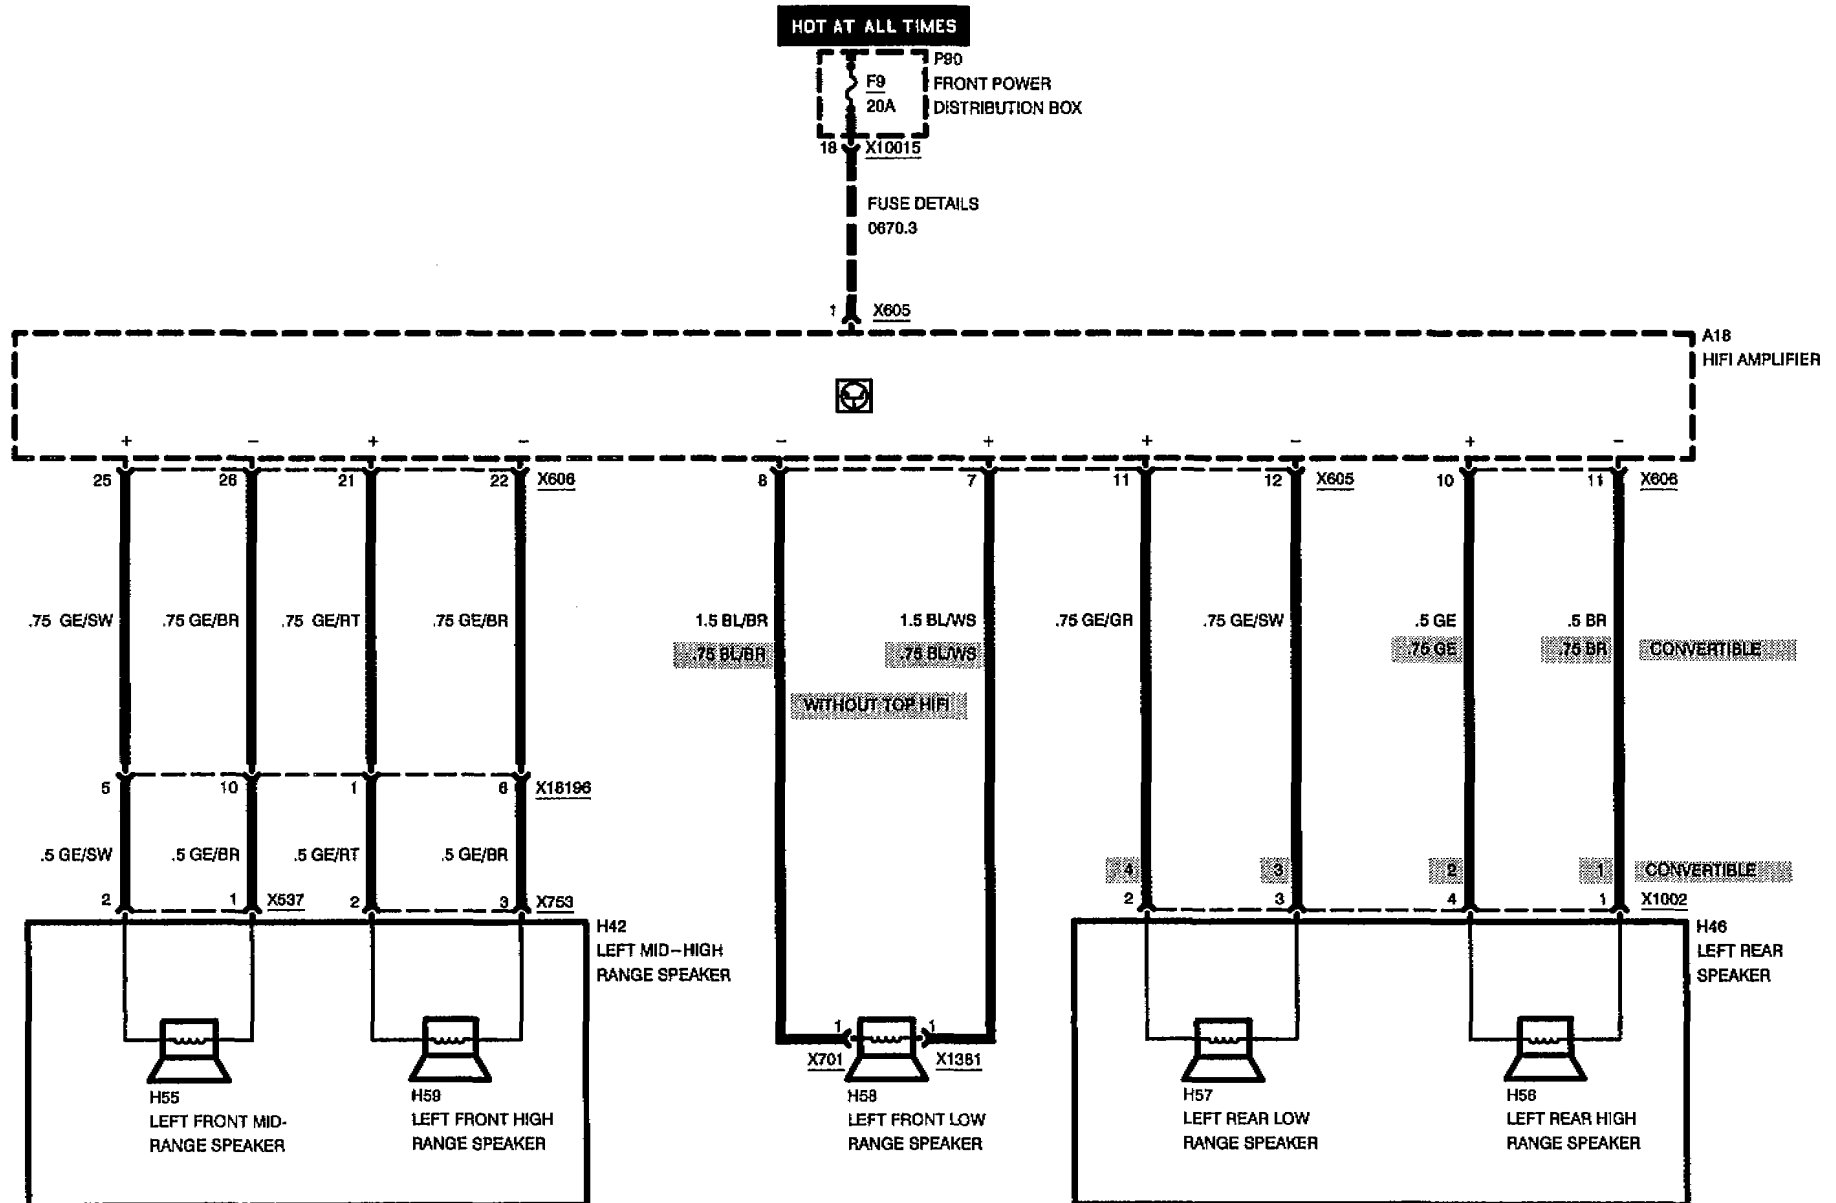 HOT AT ALL TIMES
P90
FRONT POWER
DISTRIBUTION BOX
F9
20A
18 X10015
FUSE DETAILS
0670.3
1 X605
A18
HIFI AMPLIFIER
+ − + − − + + − + −
25 26 21 22 X606 8 7 11 12 X605 10 11 X606
.75 GE/SW .75 GE/BR .75 GE/RT .75 GE/BR 1.5 BL/BR 1.5 BL/WS .75 GE/GR .75 GE/SW .5 GE .5 BR
.75 BL/BR .75 BL/WS .75 GE .75 BR CONVERTIBLE
WITHOUT TOP HIFI
5 10 1 6 X18196
.5 GE/SW .5 GE/BR .5 GE/RT .5 GE/BR
4 3 2 1 CONVERTIBLE
2 1 X537 2 3 X753 2 3 4 1 X1002
H42
LEFT MID-HIGH
RANGE SPEAKER
H46
LEFT REAR
SPEAKER
1 1
X701 X1381
H55
LEFT FRONT MID-
RANGE SPEAKER
H59
LEFT FRONT HIGH
RANGE SPEAKER
H58
LEFT FRONT LOW
RANGE SPEAKER
H57
LEFT REAR LOW
RANGE SPEAKER
H56
LEFT REAR HIGH
RANGE SPEAKER